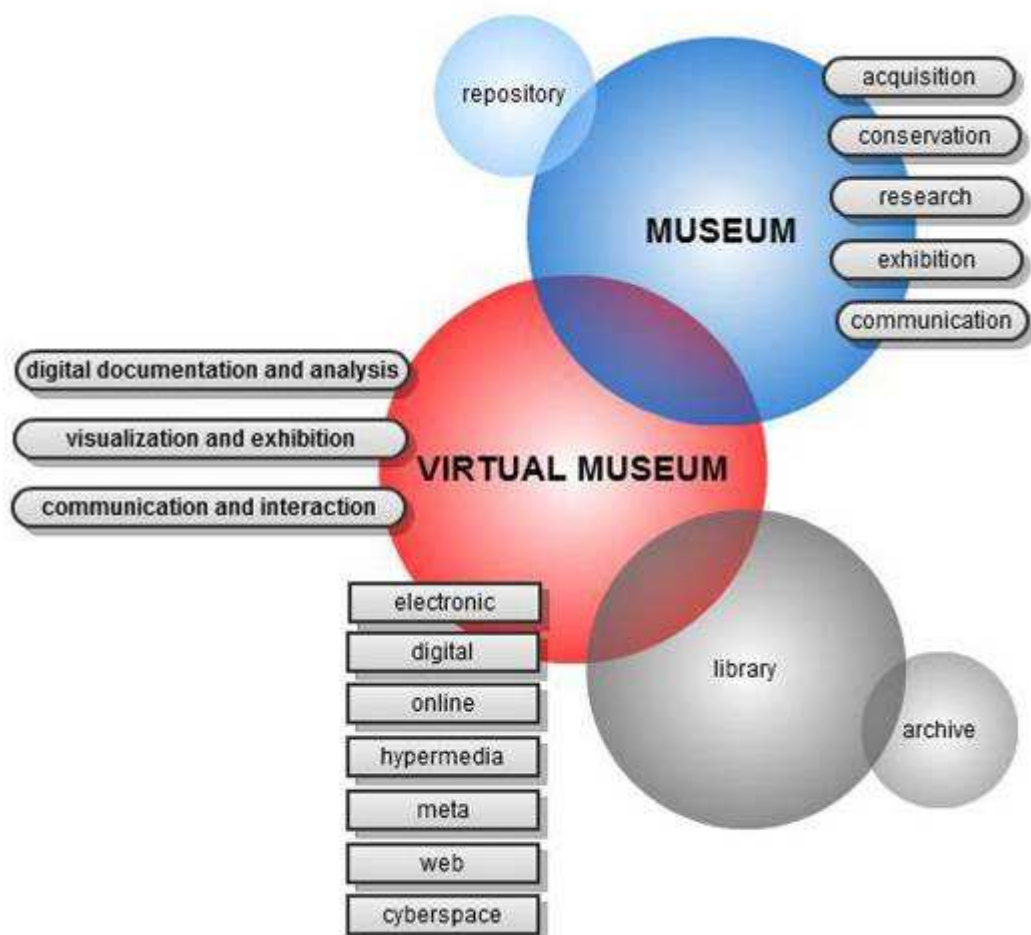 repository
MUSEUM
acquisition
conservation
research
exhibition
communication
VIRTUAL MUSEUM
digital documentation and analysis
visualization and exhibition
communication and interaction
electronic
digital
online
hypermedia
meta
web
cyberspace
library
archive